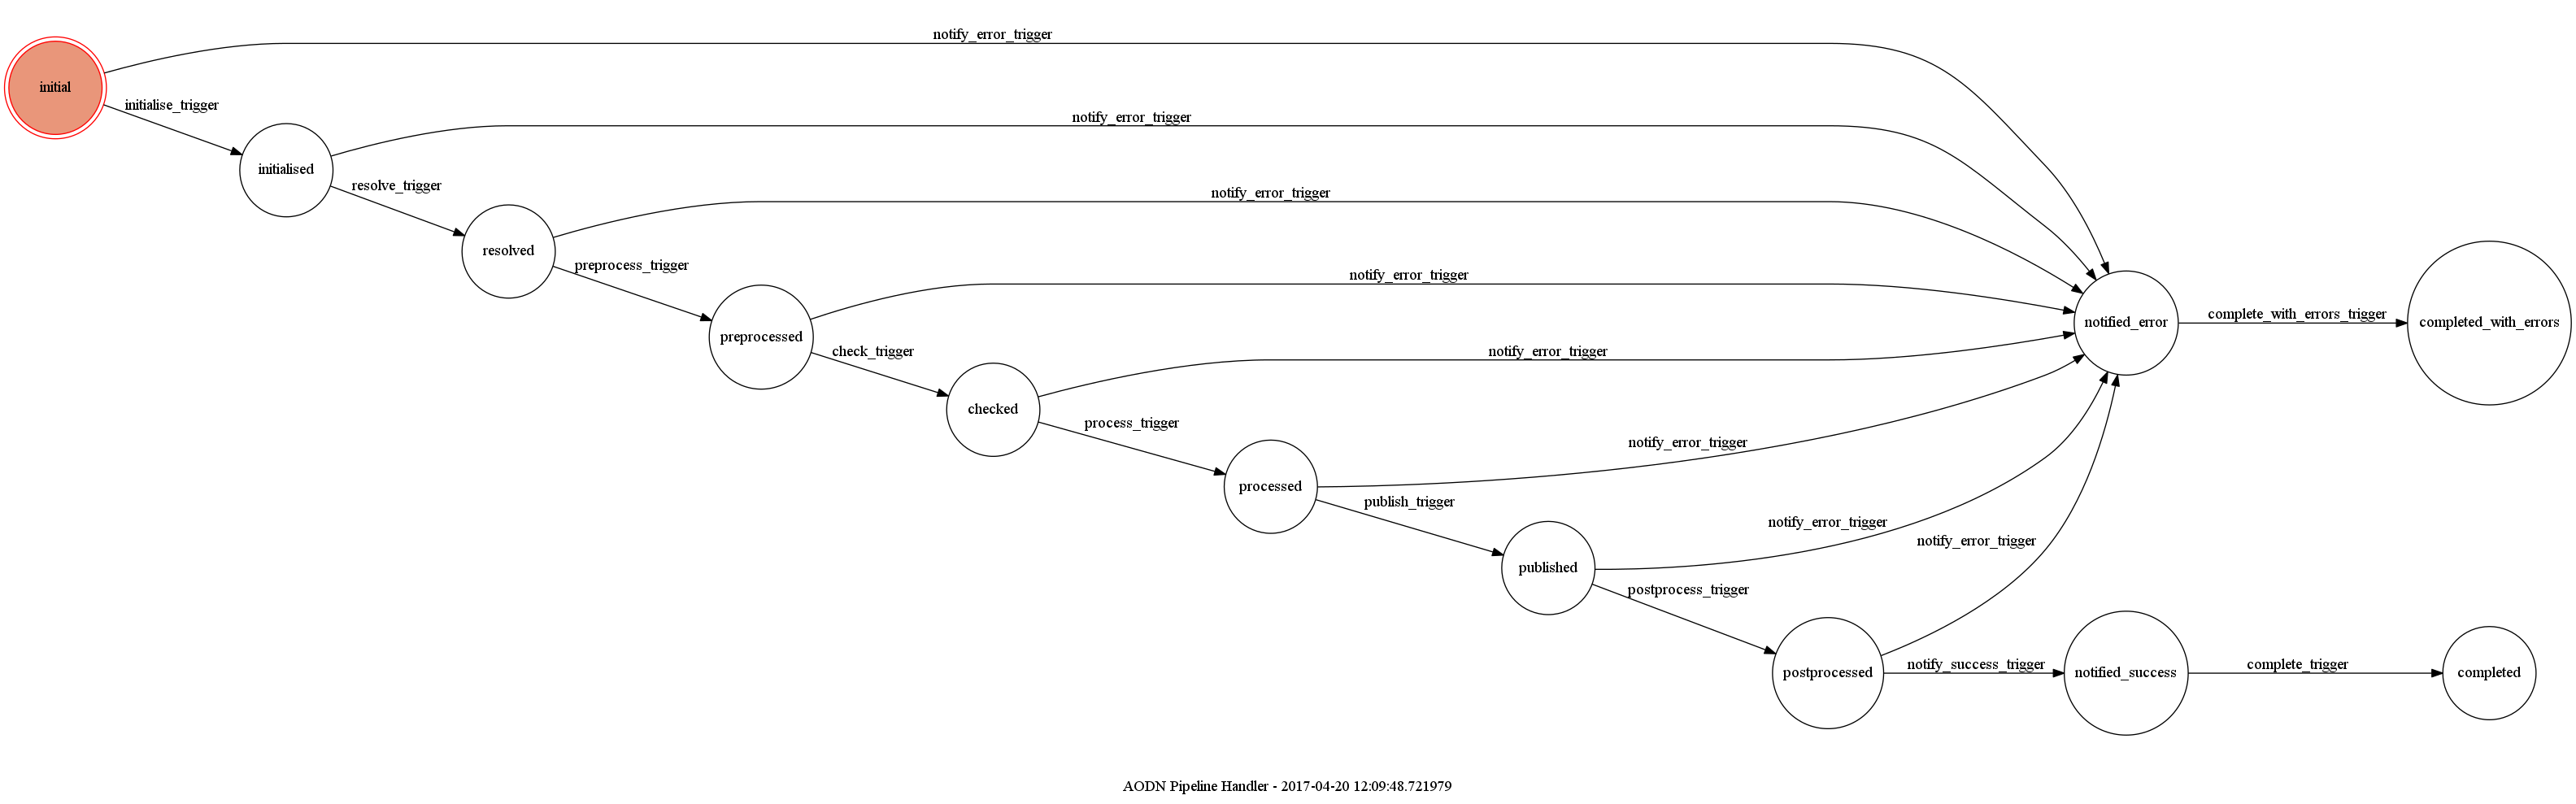 notify_error_trigger
initial
initialise_trigger
notify_error_trigger
initialised
resolve_trigger
notify_error_trigger
resolved
preprocess_trigger
notify_error_trigger
preprocessed
check_trigger
notify_error_trigger
checked
process_trigger
notify_error_trigger
processed
publish_trigger
notify_error_trigger
published
postprocess_trigger
notify_error_trigger
postprocessed
notify_success_trigger
notified_success
complete_trigger
completed
notified_error
complete_with_errors_trigger
completed_with_errors
AODN Pipeline Handler - 2017-04-20 12:09:48.721979